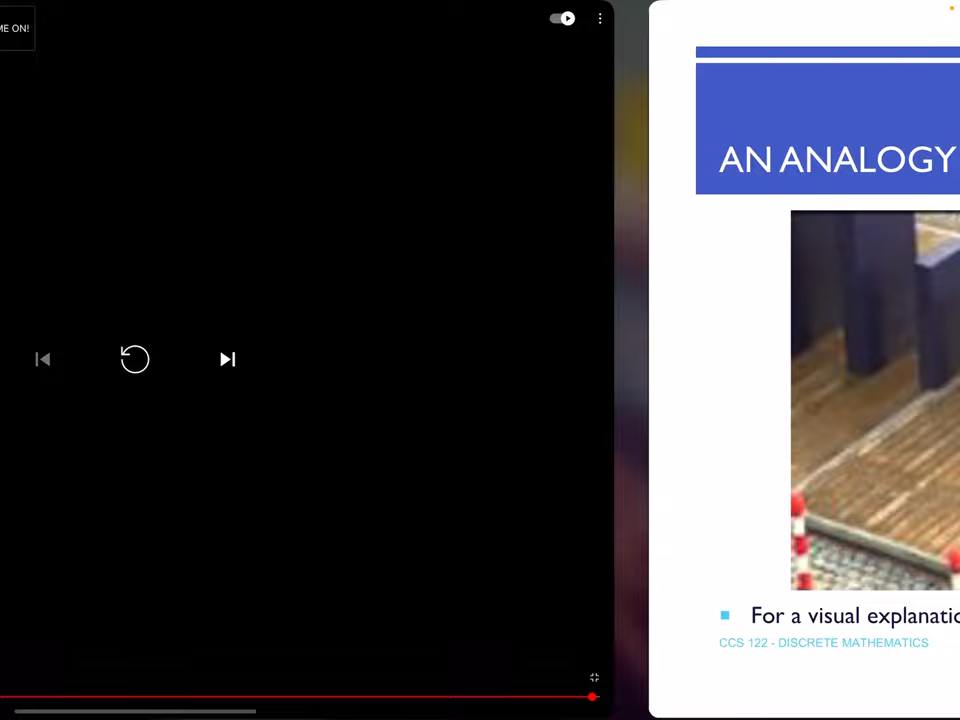 ME ON!
AN ANALOGY
For a visual explanatio
CCS 122 - DISCRETE MATHEMATICS